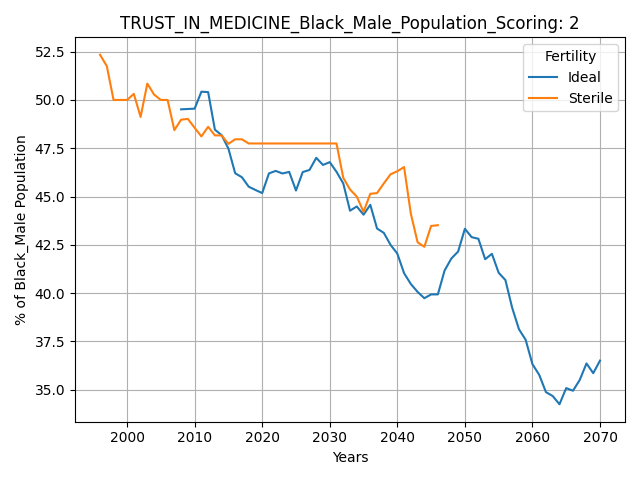 TRUST_IN_MEDICINE_Black_Male_Population_Scoring: 2
Fertility
Ideal
Sterile
% of Black_Male Population
52.5
50.0
47.5
45.0
42.5
40.0
37.5
35.0
2000 2010 2020 2030 2040 2050 2060 2070
Years